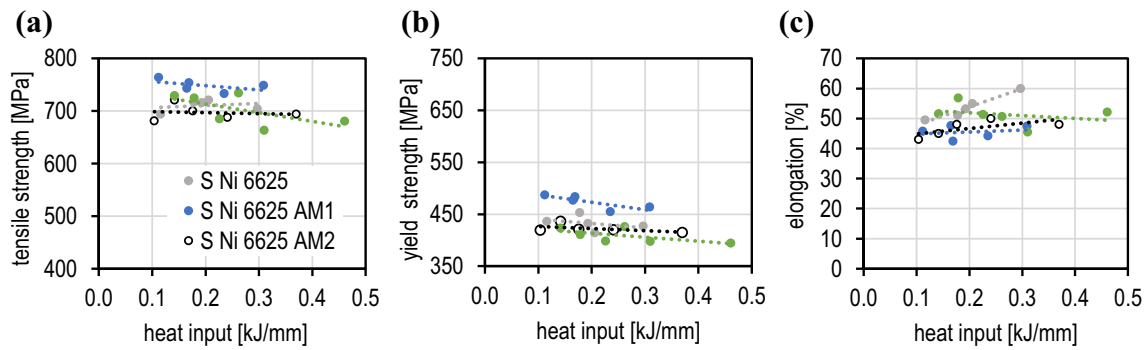 (a)
tensile strength [MPa]
800
700
600
500
400
S Ni 6625
S Ni 6625 AM1
S Ni 6625 AM2
0.0 0.1 0.2 0.3 0.4 0.5
heat input [kJ/mm]
(b)
yield strength [MPa]
750
650
550
450
350
0.0 0.1 0.2 0.3 0.4 0.5
heat input [kJ/mm]
(c)
elongation [%]
70
60
50
40
30
20
10
0
0.0 0.1 0.2 0.3 0.4 0.5
heat input [kJ/mm]